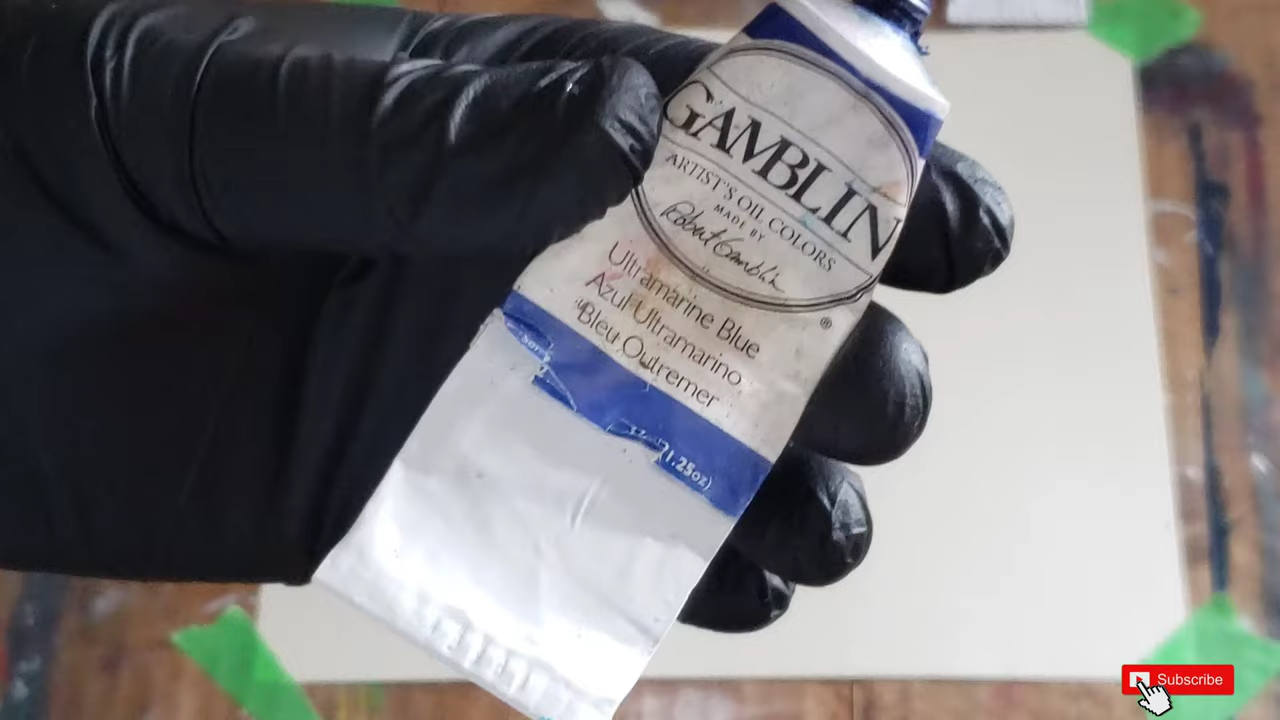 GAMBLIN
ARTIST'S OIL COLORS
MADE BY
Robert Gamblin
®
Ultramarine Blue
Azul Ultramarino
Bleu Outremer
(1.25oz)
Subscribe